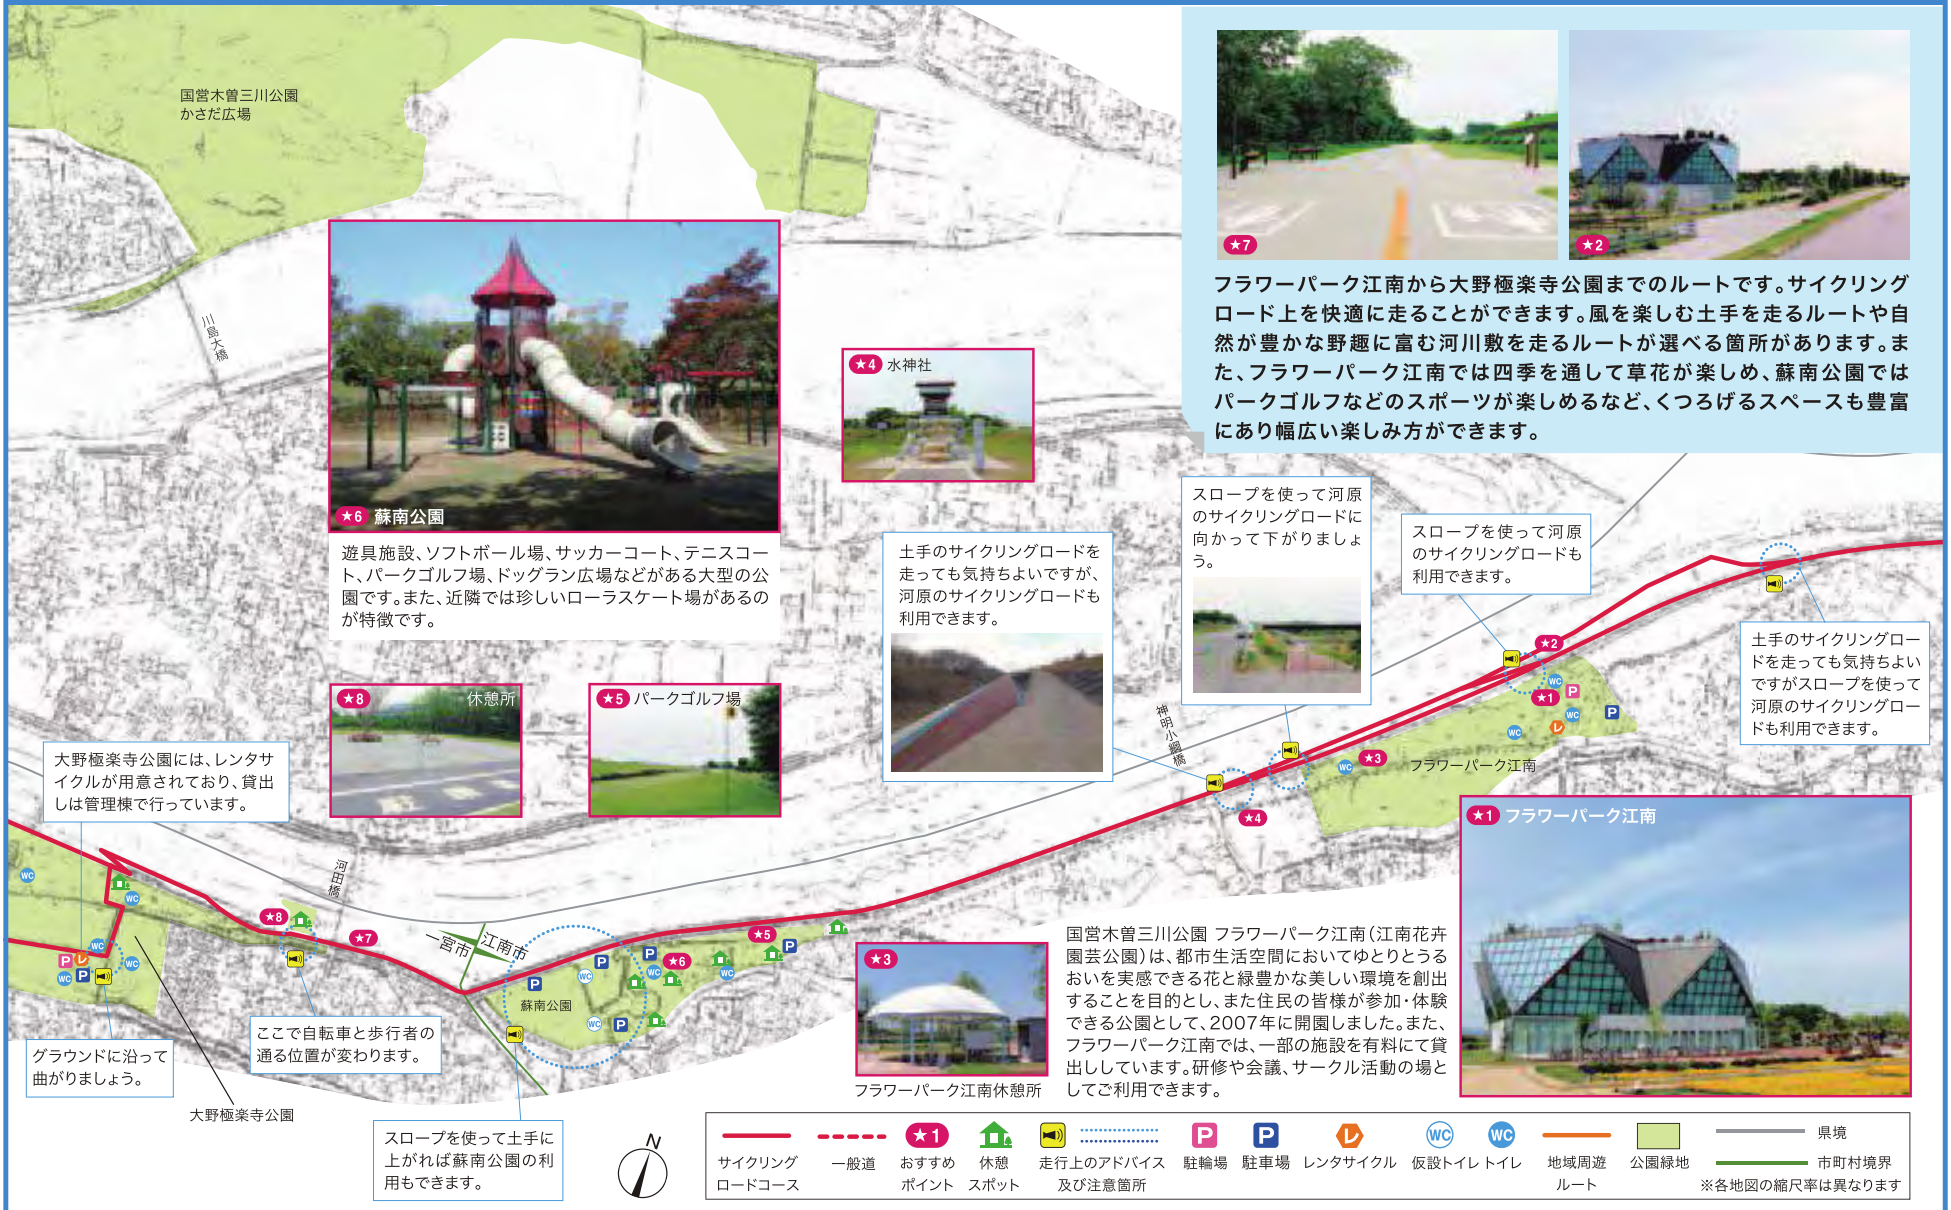 国営木曽三川公園
かさだ広場
川島大橋
★7
★2
フラワーパーク江南から大野極楽寺公園までのルートです。サイクリング
ロード上を快適に走ることができます。風を楽しむ土手を走るルートや自
然が豊かな野趣に富む河川敷を走るルートが選べる箇所があります。ま
た、フラワーパーク江南では四季を通して草花が楽しめ、蘇南公園では
パークゴルフなどのスポーツが楽しめるなど、くつろげるスペースも豊富
にあり幅広い楽しみ方ができます。
★6 蘇南公園
遊具施設、ソフトボール場、サッカーコート、テニスコー
ト、パークゴルフ場、ドッグラン広場などがある大型の公
園です。また、近隣では珍しいローラスケート場があるの
が特徴です。
★4 水神社
土手のサイクリングロードを
走っても気持ちよいですが、
河原のサイクリングロードも
利用できます。
スロープを使って河原
のサイクリングロードに
向かって下がりましょ
う。
スロープを使って河原
のサイクリングロードも
利用できます。
土手のサイクリングロー
ドを走っても気持ちよい
ですがスロープを使って
河原のサイクリングロー
ドも利用できます。
★8 休憩所
★5 パークゴルフ場
大野極楽寺公園には、レンタサ
イクルが用意されており、貸出
しは管理棟で行っています。
神明小網橋
★2
WC
★1
P
WC
P
レ
WC
★3
WC
フラワーパーク江南
★4
河田橋
WC
WC
★8
★7
一宮市
江南市
★5
P
P
★6
P
WC
WC
WC
P
蘇南公園
WC
P
WC
P
レ
WC
WC
P
グラウンドに沿って
曲がりましょう。
大野極楽寺公園
ここで自転車と歩行者の
通る位置が変わります。
スロープを使って土手に
上がれば蘇南公園の利
用もできます。
★3
フラワーパーク江南休憩所
国営木曽三川公園 フラワーパーク江南(江南花卉
園芸公園)は、都市生活空間においてゆとりとうる
おいを実感できる花と緑豊かな美しい環境を創出
することを目的とし、また住民の皆様が参加・体験
できる公園として、2007年に開園しました。また、
フラワーパーク江南では、一部の施設を有料にて貸
出ししています。研修や会議、サークル活動の場と
してご利用できます。
★1 フラワーパーク江南
N
サイクリング
ロードコース
一般道
★1
おすすめ
ポイント
休憩
スポット
走行上のアドバイス
及び注意箇所
P
駐輪場
P
駐車場
レ
レンタサイクル
WC
仮設トイレ
WC
トイレ
地域周遊
ルート
公園緑地
県境
市町村境界
※各地図の縮尺率は異なります